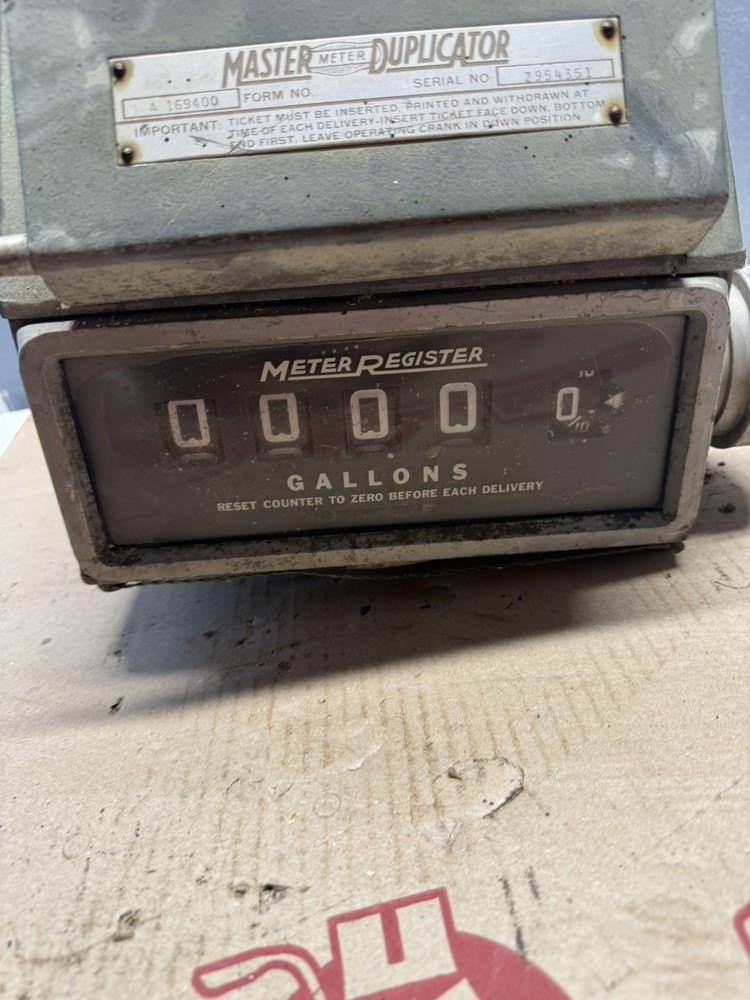 MASTER METER DUPLICATOR
A 169400 FORM NO. SERIAL NO 2954351
IMPORTANT: TICKET MUST BE INSERTED, PRINTED AND WITHDRAWN AT
TIME OF EACH DELIVERY-INSERT TICKET FACE DOWN, BOTTOM
END FIRST. LEAVE OPERATING CRANK IN DOWN POSITION
METER REGISTER
0 0 0 0 0
/10
GALLONS
RESET COUNTER TO ZERO BEFORE EACH DELIVERY